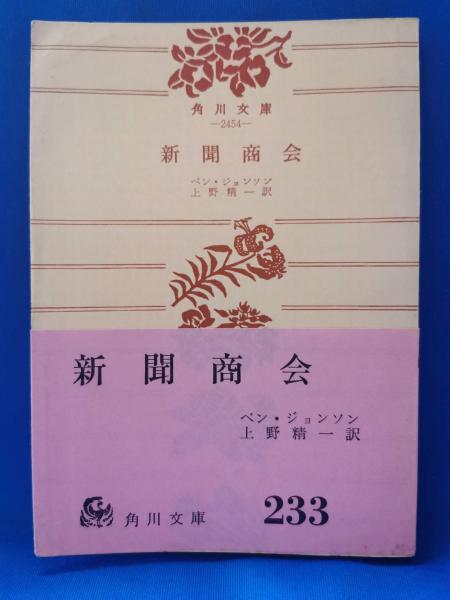 角川文庫
—2454—
新聞商会
ベン・ジョンソン
上野精一訳
新聞商会
ベン・ジョンソン
上野精一訳
角川文庫 233